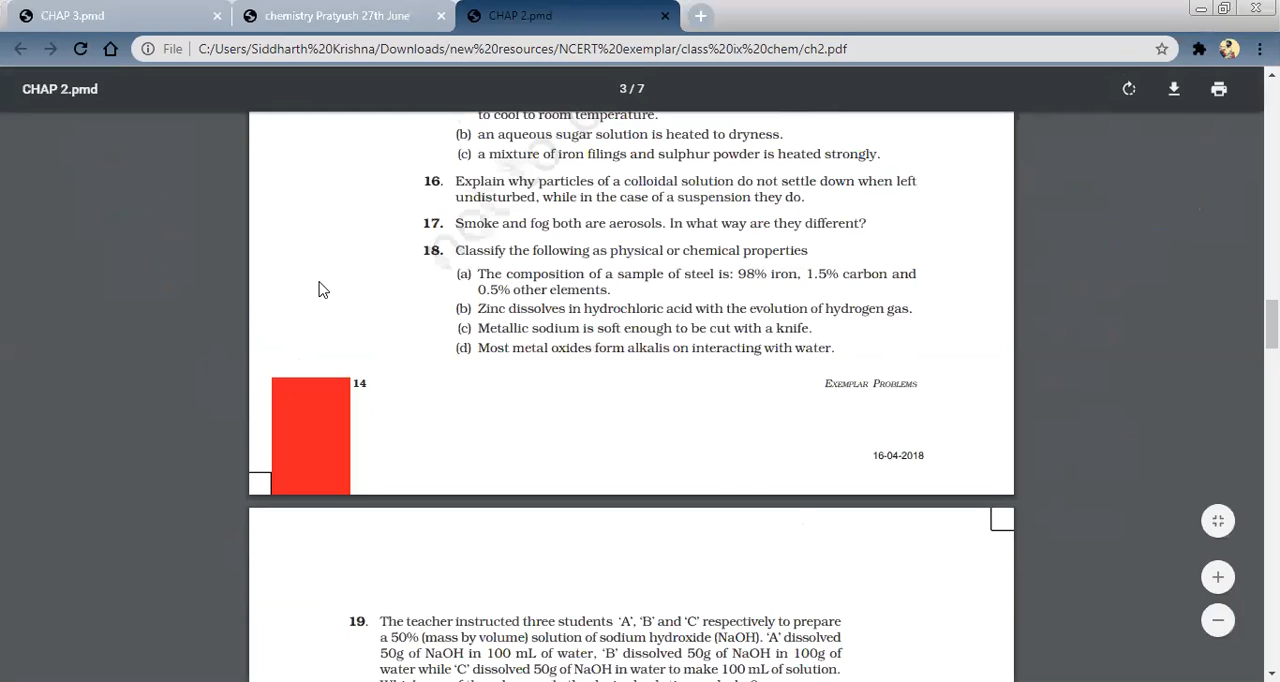 CHAP 3.pmd
chemistry Pratyush 27th June
CHAP 2.pmd
File
C:/Users/Siddharth%20Krishna/Downloads/new%20resources/NCERT%20exemplar/class%20ix%20chem/ch2.pdf
CHAP 2.pmd
3 / 7
to cool to room temperature.
(b) an aqueous sugar solution is heated to dryness.
(c) a mixture of iron filings and sulphur powder is heated strongly.
16. Explain why particles of a colloidal solution do not settle down when left
undisturbed, while in the case of a suspension they do.
17. Smoke and fog both are aerosols. In what way are they different?
18. Classify the following as physical or chemical properties
(a) The composition of a sample of steel is: 98% iron, 1.5% carbon and
0.5% other elements.
(b) Zinc dissolves in hydrochloric acid with the evolution of hydrogen gas.
(c) Metallic sodium is soft enough to be cut with a knife.
(d) Most metal oxides form alkalis on interacting with water.
14
EXEMPLAR PROBLEMS
16-04-2018
19. The teacher instructed three students ‘A’, ‘B’ and ‘C’ respectively to prepare
a 50% (mass by volume) solution of sodium hydroxide (NaOH). ‘A’ dissolved
50g of NaOH in 100 mL of water, ‘B’ dissolved 50g of NaOH in 100g of
water while ‘C’ dissolved 50g of NaOH in water to make 100 mL of solution.